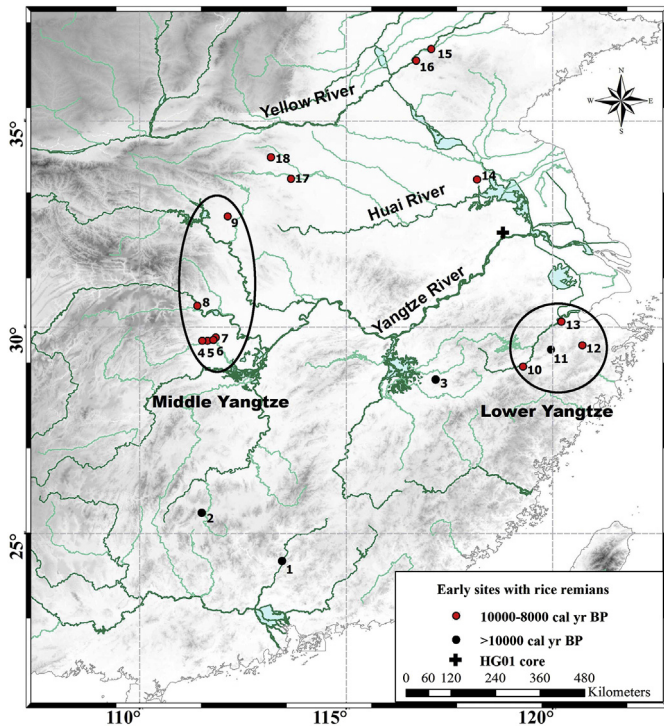 15
16
Yellow River
N
W E
S
35°
18
17
14
Huai River
9
8
Yangtze River
30°
7
4 5 6
13
12
11
10
3
Middle Yangtze
Lower Yangtze
2
25°
1
Early sites with rice remians
10000-8000 cal yr BP
>10000 cal yr BP
HG01 core
0 60 120 240 360 480
Kilometers
110° 115° 120°